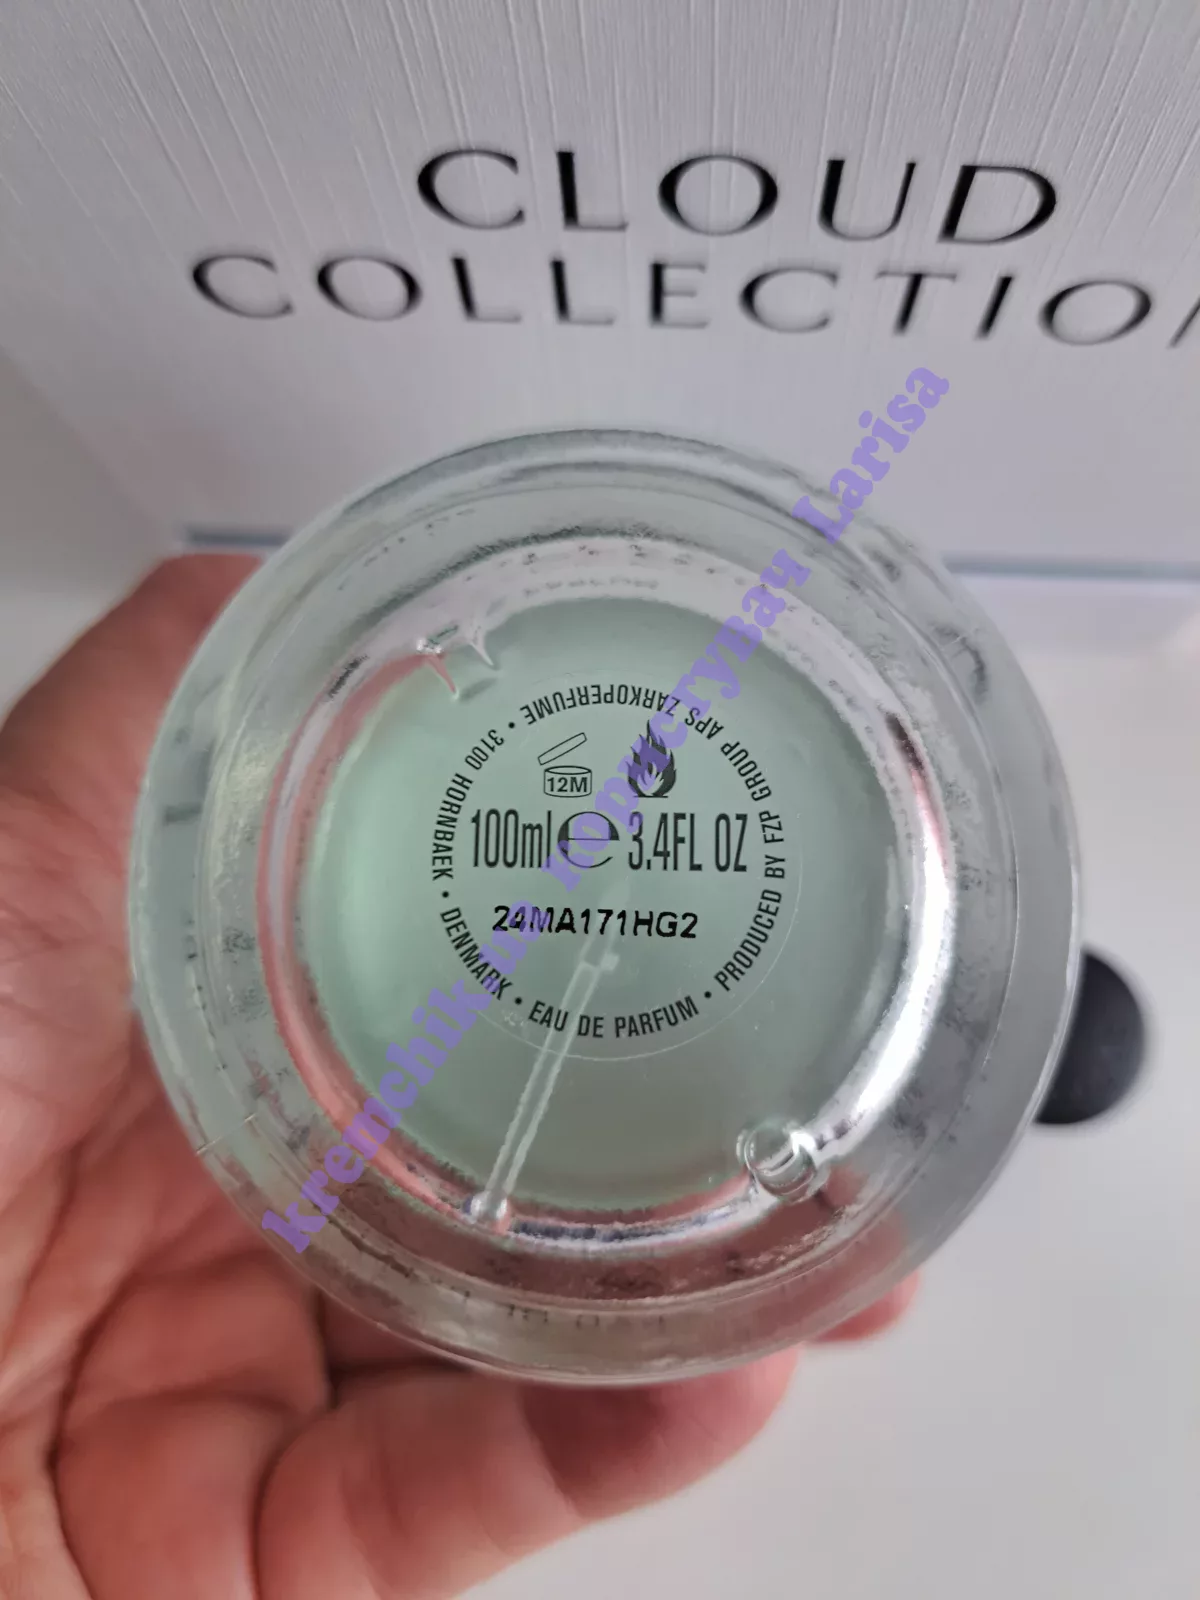 CLOUD
COLLECTIO
ZARKOPERFUME • 3100 HORNBAEK • DENMARK • EAU DE PARFUM • PRODUCED BY FZP GROUP APS
12M
100ml e 3.4FL OZ
24MA171HG2
kremchik.ua користувач Larisa